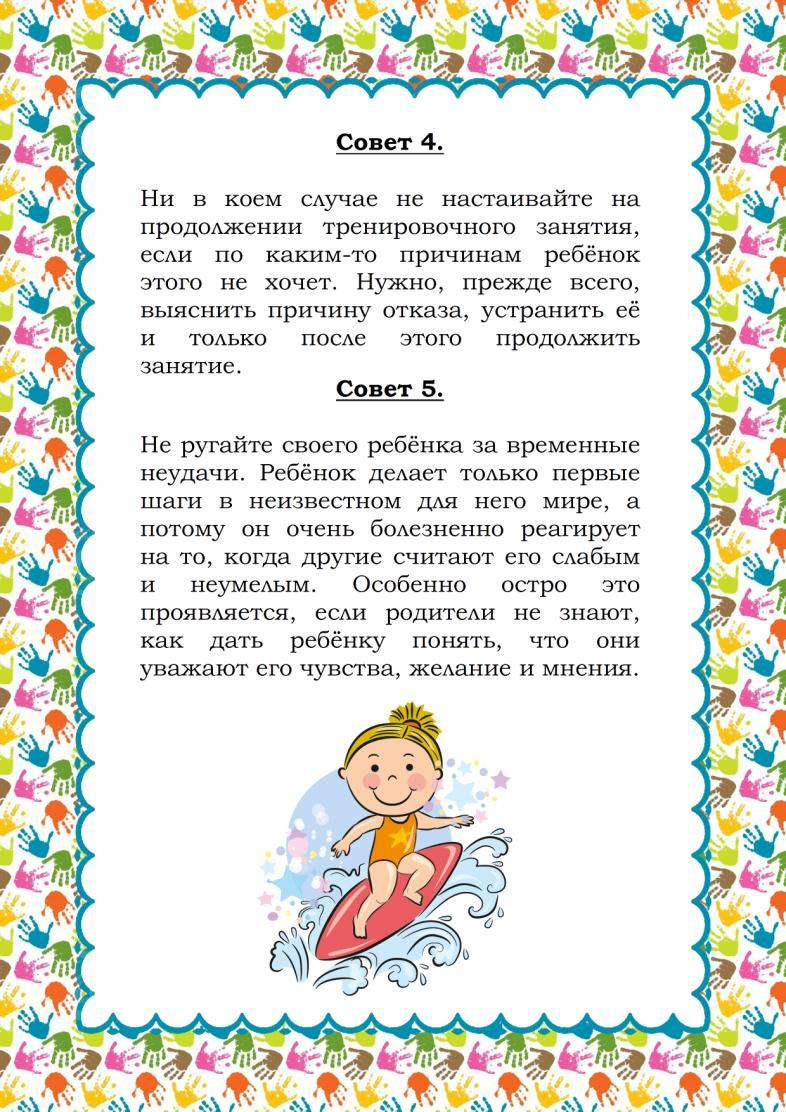 Совет 4.
Ни в коем случае не настаивайте на
продолжении тренировочного занятия,
если по каким-то причинам ребёнок
этого не хочет. Нужно, прежде всего,
выяснить причину отказа, устранить её
и только после этого продолжить
занятие.
Совет 5.
Не ругайте своего ребёнка за временные
неудачи. Ребёнок делает только первые
шаги в неизвестном для него мире, а
потому он очень болезненно реагирует
на то, когда другие считают его слабым
и неумелым. Особенно остро это
проявляется, если родители не знают,
как дать ребёнку понять, что они
уважают его чувства, желание и мнения.